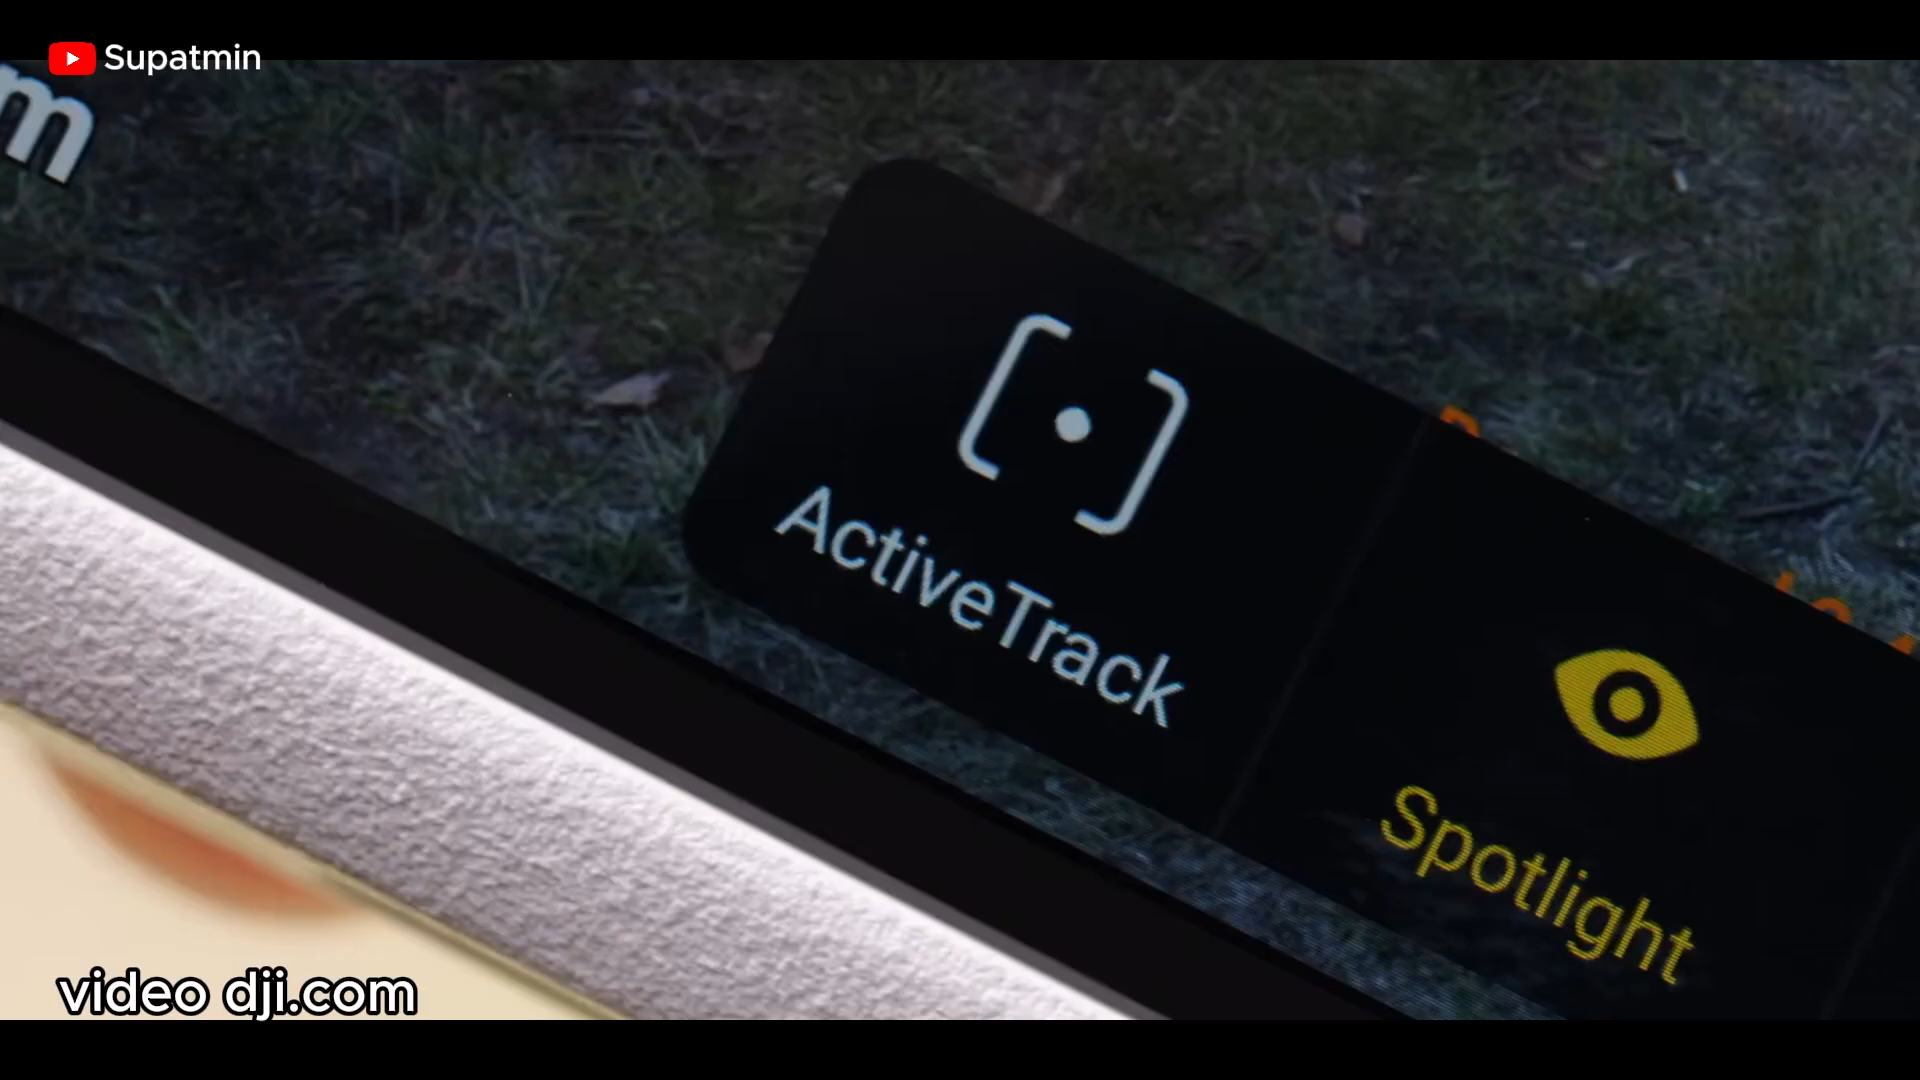 Supatmin
m
ActiveTrack
Spotlight
video dji.com